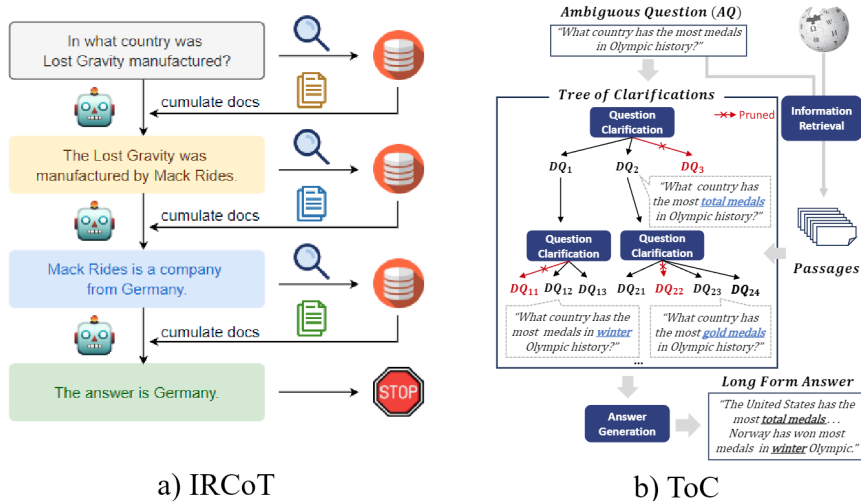 In what country was
Lost Gravity manufactured?
cumulate docs
The Lost Gravity was
manufactured by Mack Rides.
cumulate docs
Mack Rides is a company
from Germany.
cumulate docs
The answer is Germany.
STOP
a) IRCoT
Ambiguous Question (AQ)
"What country has the most medals
in Olympic history?"
Tree of Clarifications
Question
Clarification
Pruned
Information
Retrieval
DQ1
DQ2
DQ3
"What country has
the most total medals
in Olympic history?"
Question
Clarification
Question
Clarification
Passages
DQ11 DQ12 DQ13 DQ21 DQ22 DQ23 DQ24
"What country has the
most medals in winter
Olympic history?"
"What country has
the most gold medals
in Olympic history?"
...
Long Form Answer
Answer
Generation
"The United States has the
most total medals...
Norway has won most
medals in winter Olympic."
b) ToC